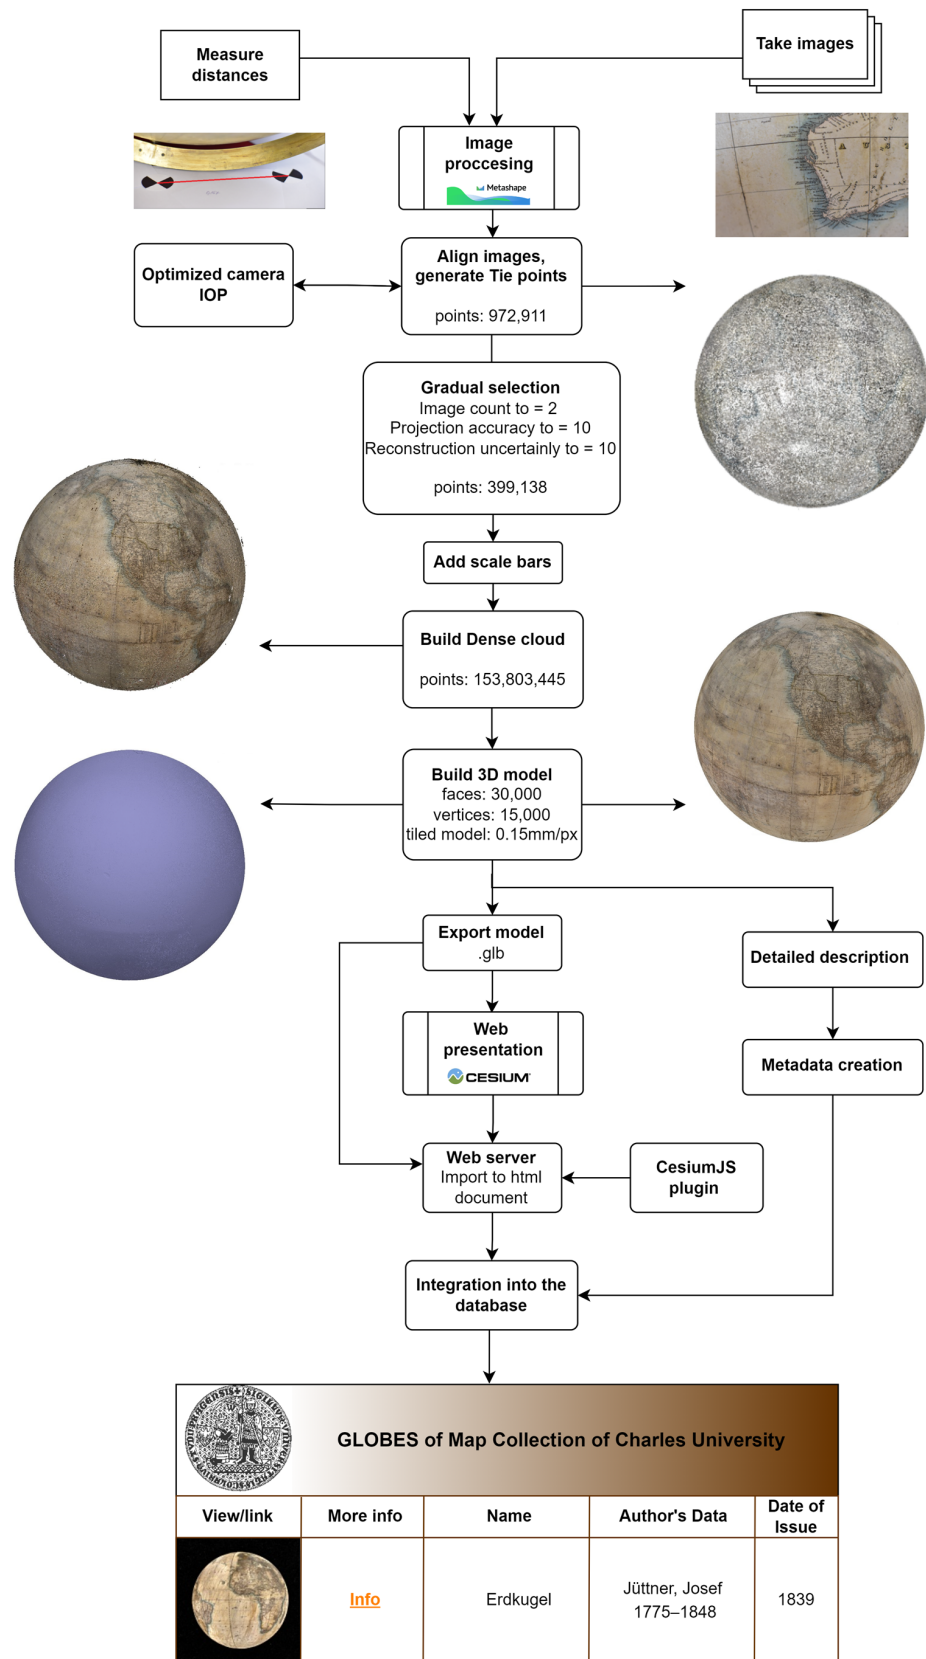 Measure
distances
Take images
Image
proccesing
Metashape
AUST
Optimized camera
IOP
Align images,
generate Tie points
points: 972,911
Gradual selection
Image count to = 2
Projection accuracy to = 10
Reconstruction uncertainly to = 10
points: 399,138
Add scale bars
Build Dense cloud
points: 153,803,445
Build 3D model
faces: 30,000
vertices: 15,000
tiled model: 0.15mm/px
Export model
.glb
Detailed description
Web
presentation
CESIUM
Metadata creation
Web server
Import to html
document
CesiumJS
plugin
Integration into the
database
GLOBES of Map Collection of Charles University
View/link
More info
Name
Author's Data
Date of
Issue
Info
Erdkugel
Jüttner, Josef
1775–1848
1839